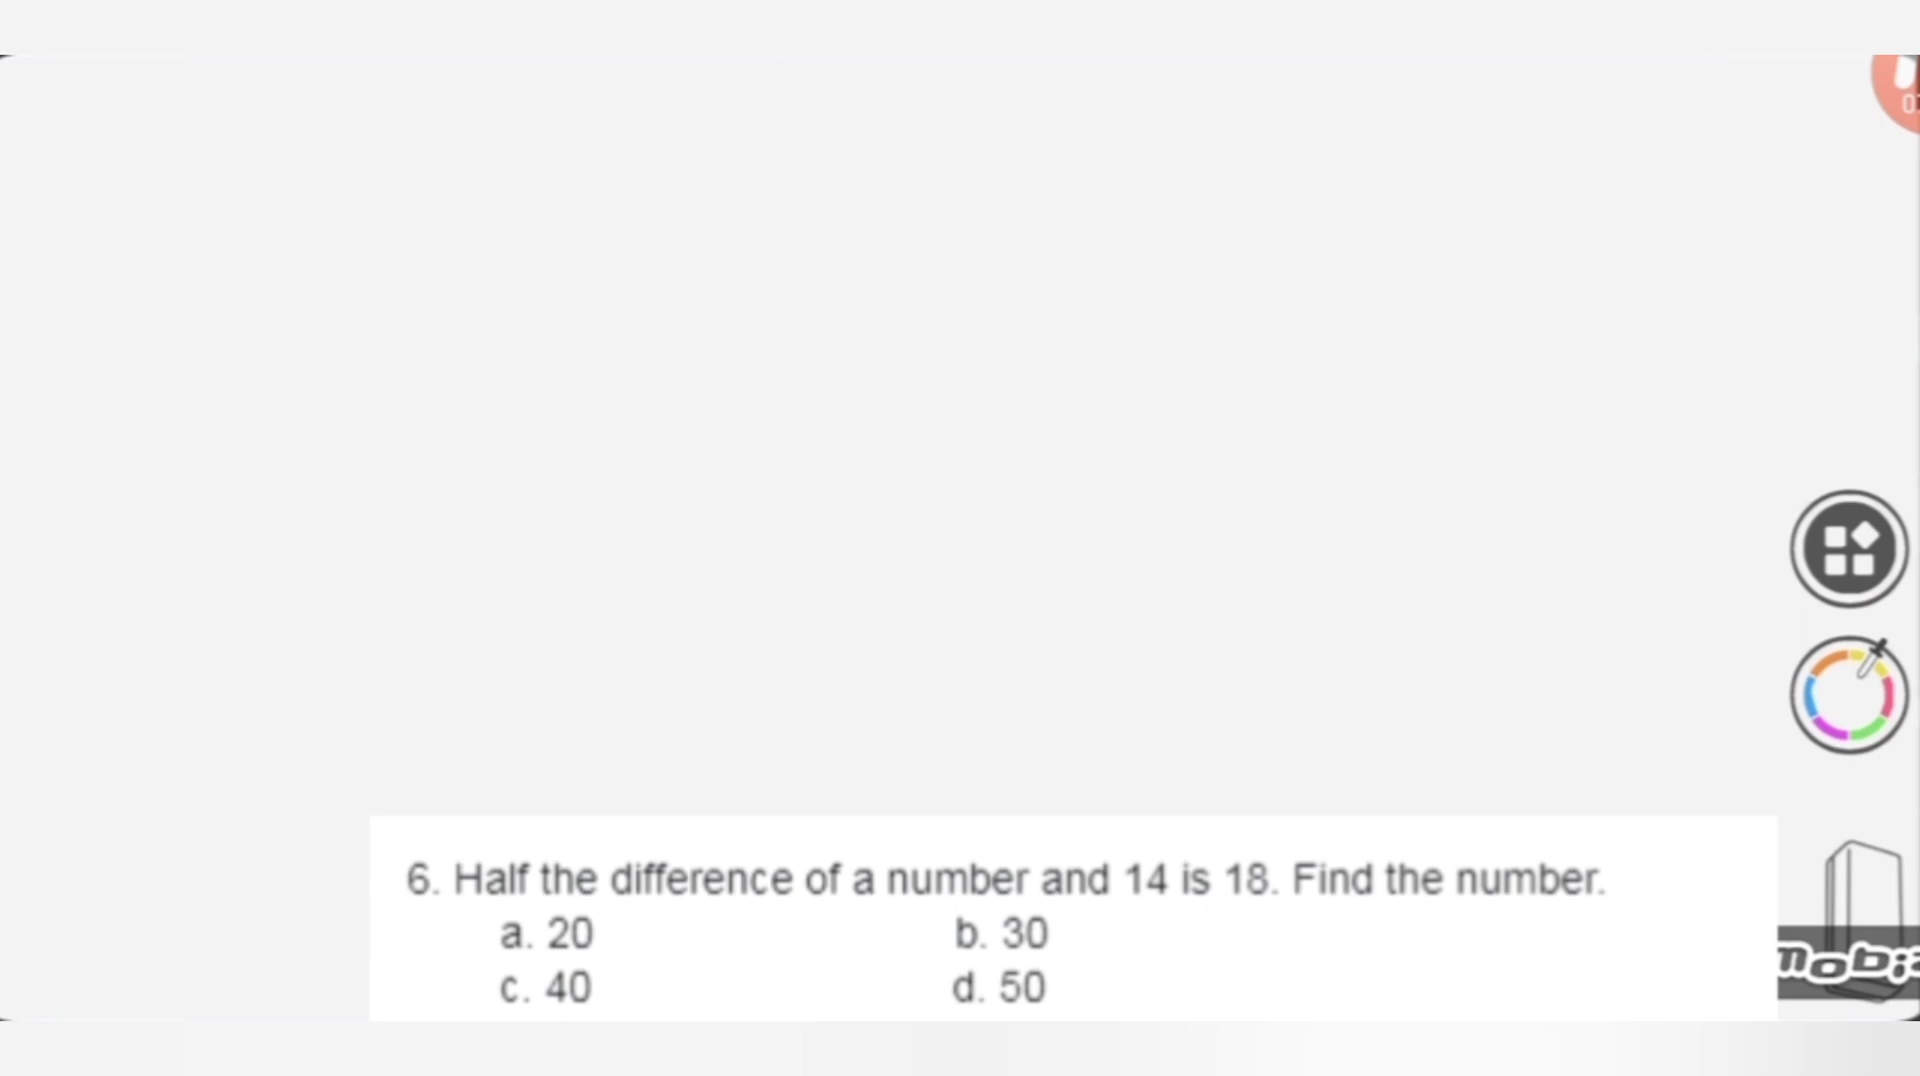 6. Half the difference of a number and 14 is 18. Find the number.
a. 20 b. 30
c. 40 d. 50